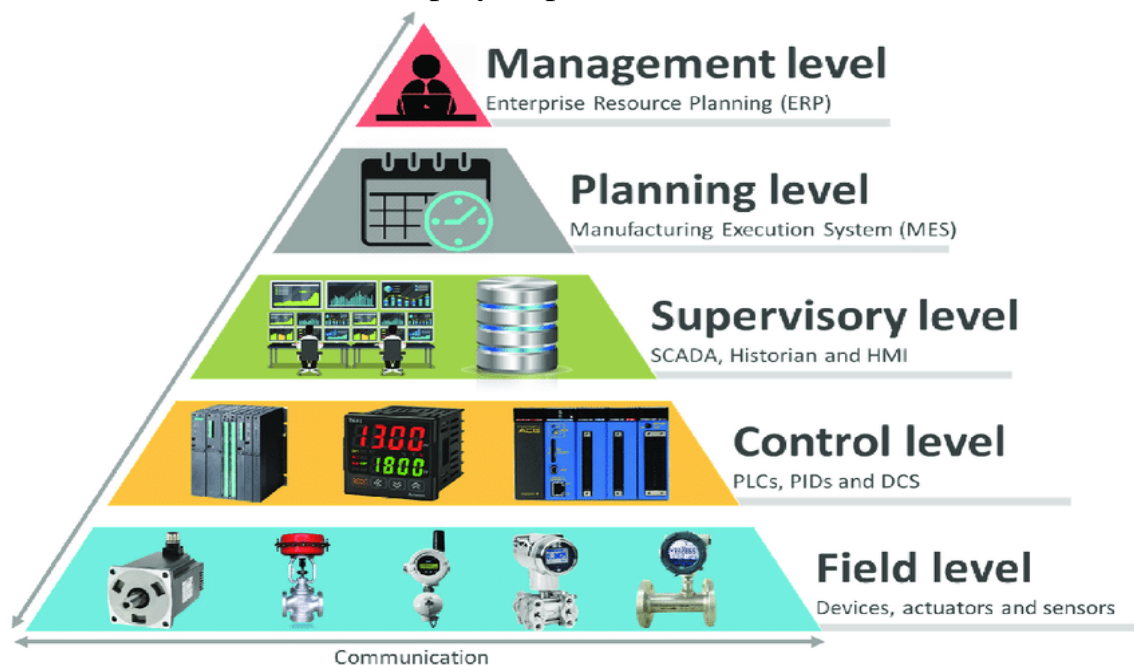 Management level
Enterprise Resource Planning (ERP)
Planning level
Manufacturing Execution System (MES)
Supervisory level
SCADA, Historian and HMI
1300
1800
Control level
PLCs, PIDs and DCS
Field level
Devices, actuators and sensors
Communication